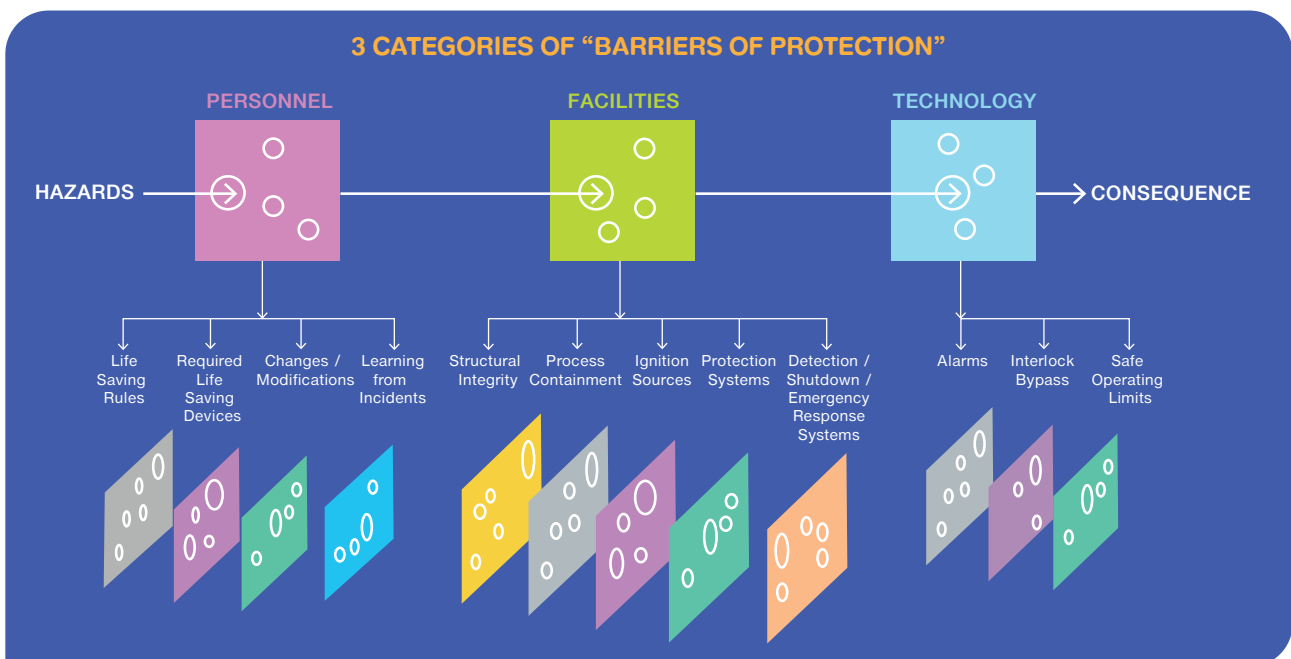 3 CATEGORIES OF “BARRIERS OF PROTECTION”
PERSONNEL
FACILITIES
TECHNOLOGY
HAZARDS
CONSEQUENCE
Life
Saving
Rules
Required
Life
Saving
Devices
Changes /
Modifications
Learning
from
Incidents
Structural
Integrity
Process
Containment
Ignition
Sources
Protection
Systems
Detection /
Shutdown /
Emergency
Response
Systems
Alarms
Interlock
Bypass
Safe
Operating
Limits